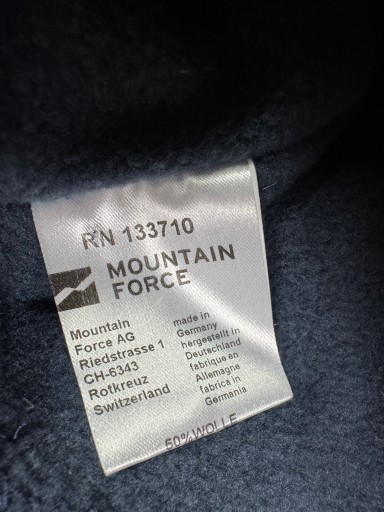 RN 133710
MOUNTAIN
FORCE
Mountain
Force AG
Riedstrasse 1
CH-6343
Rotkreuz
Switzerland
made in
Germany
hergestellt in
Deutschland
fabriqué en
Allemagne
fabrica in
Germania
50% WOLLE